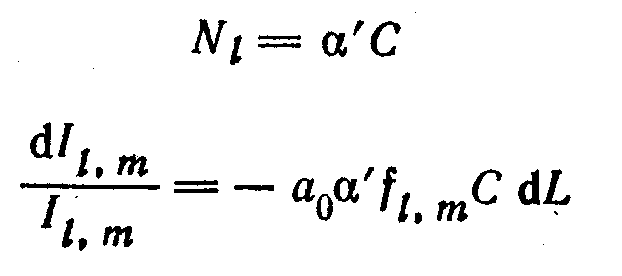 N_l = α′C
dI_{l, m} / I_{l, m} = − a_0α′f_{l, m}C dL